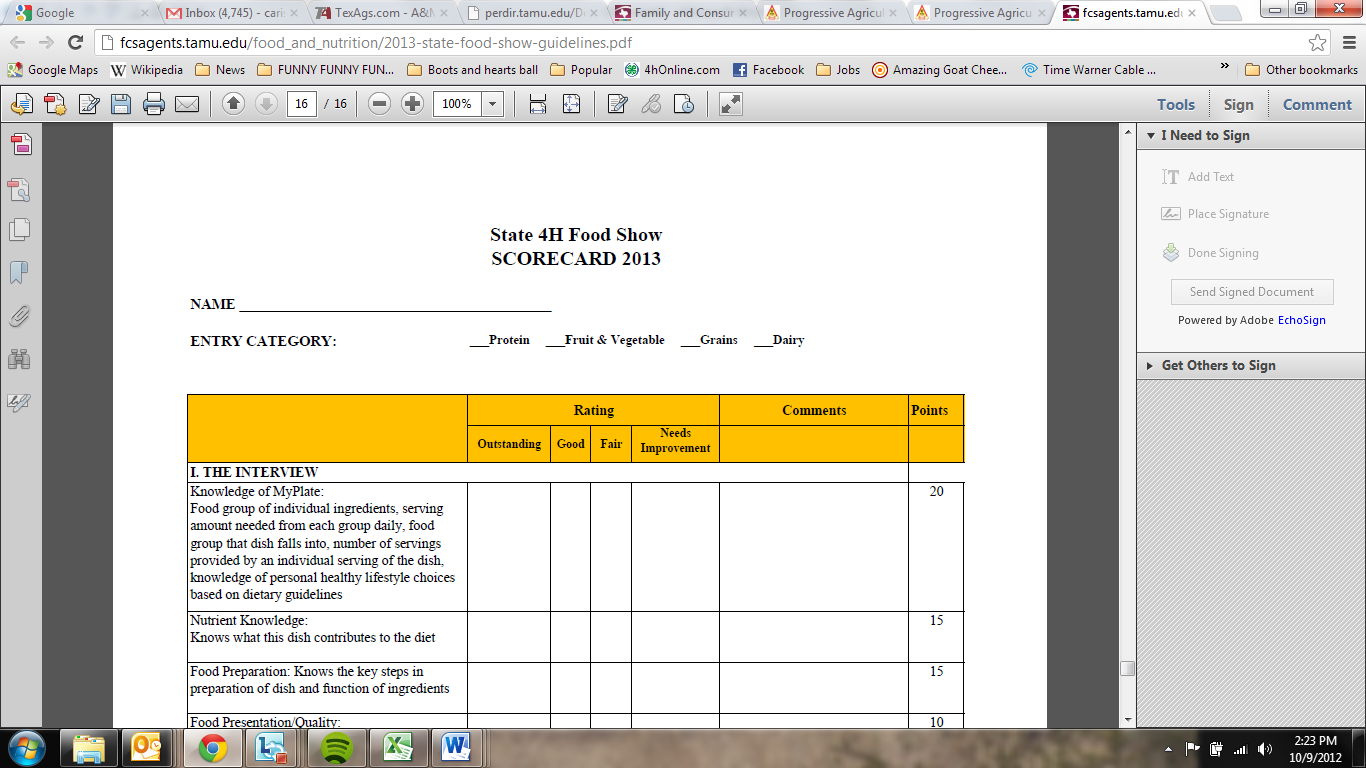 Google
Inbox (4,745) - caris
TexAgs.com - A&M
perdir.tamu.edu/De
Family and Consum
Progressive Agricul
Progressive Agricu
fcsagents.tamu.edu
fcsagents.tamu.edu/food_and_nutrition/2013-state-food-show-guidelines.pdf
Google Maps
Wikipedia
News
FUNNY FUNNY FUN...
Boots and hearts ball
Popular
4hOnline.com
Facebook
Jobs
Amazing Goat Chee...
Time Warner Cable ...
»
Other bookmarks
16 / 16
100%
Tools
Sign
Comment
I Need to Sign
Add Text
Place Signature
Done Signing
Send Signed Document
Powered by Adobe EchoSign
Get Others to Sign
State 4H Food Show
SCORECARD 2013
NAME ________________________________________
ENTRY CATEGORY: ___Protein ___Fruit & Vegetable ___Grains ___Dairy
Rating Comments Points
Outstanding Good Fair Needs
Improvement
I. THE INTERVIEW
Knowledge of MyPlate: 20
Food group of individual ingredients, serving
amount needed from each group daily, food
group that dish falls into, number of servings
provided by an individual serving of the dish,
knowledge of personal healthy lifestyle choices
based on dietary guidelines
Nutrient Knowledge: 15
Knows what this dish contributes to the diet
Food Preparation: Knows the key steps in 15
preparation of dish and function of ingredients
Food Presentation/Quality: 10
2:23 PM
10/9/2012